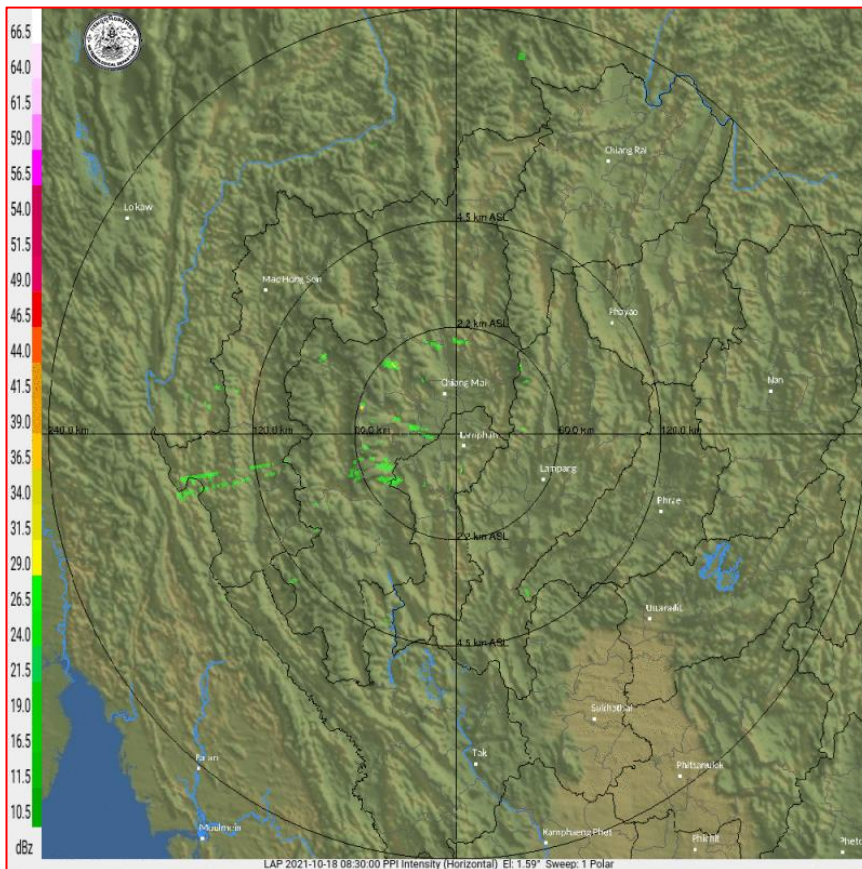 66.5
64.0
61.5
59.0
56.5
54.0
51.5
49.0
46.5
44.0
41.5
39.0
36.5
34.0
31.5
29.0
26.5
24.0
21.5
19.0
16.5
11.5
10.5
dBz
Chiang Rai
Loikaw
4.5 km ASL
Mae Hong Son
Phayao
2.2 km ASL
Chiang Mai
Nan
240.0 km
120.0 km
60.0 km
60.0 km
120.0 km
Lamphun
Lampang
Phrae
2.2 km ASL
Uttaradit
4.5 km ASL
Sukhothai
Tak
Pa-an
Phitsanulok
Moulmein
Kamphaeng Phet
Phichit
Phetc
LAP 2021-10-18 08:30:00 PPI Intensity (Horizontal) El: 1.59° Sweep: 1 Polar